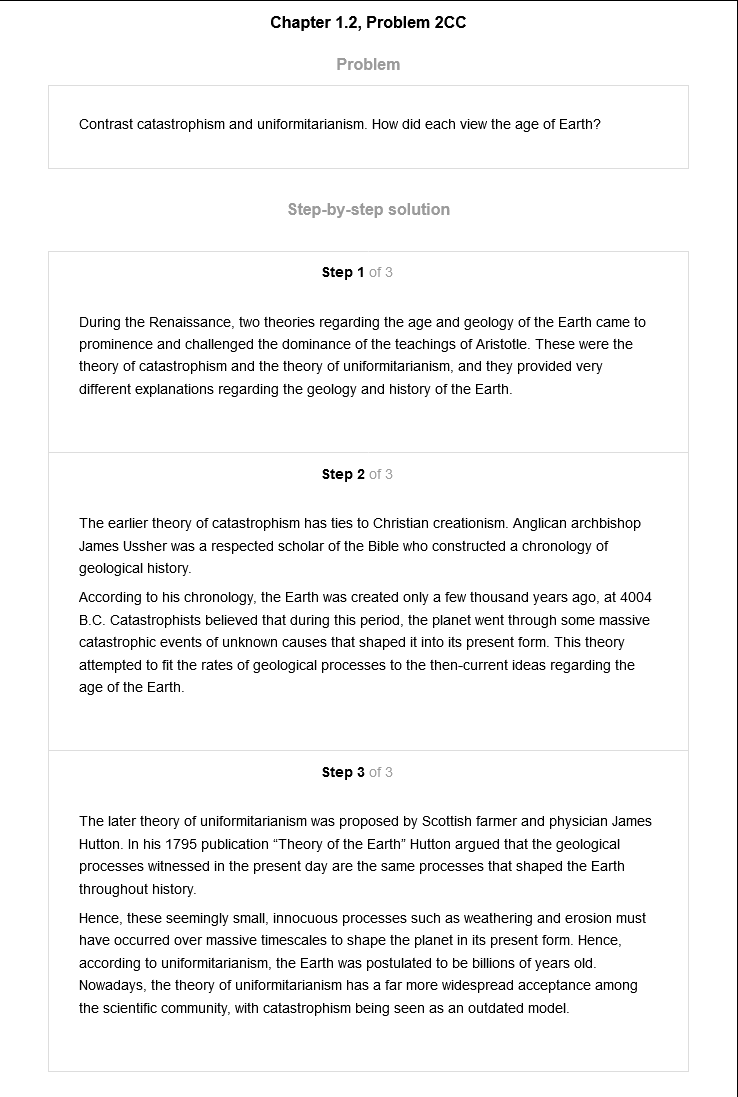 Chapter 1.2, Problem 2CC
Problem
Contrast catastrophism and uniformitarianism. How did each view the age of Earth?
Step-by-step solution
Step 1 of 3
During the Renaissance, two theories regarding the age and geology of the Earth came to
prominence and challenged the dominance of the teachings of Aristotle. These were the
theory of catastrophism and the theory of uniformitarianism, and they provided very
different explanations regarding the geology and history of the Earth.
Step 2 of 3
The earlier theory of catastrophism has ties to Christian creationism. Anglican archbishop
James Ussher was a respected scholar of the Bible who constructed a chronology of
geological history.
According to his chronology, the Earth was created only a few thousand years ago, at 4004
B.C. Catastrophists believed that during this period, the planet went through some massive
catastrophic events of unknown causes that shaped it into its present form. This theory
attempted to fit the rates of geological processes to the then-current ideas regarding the
age of the Earth.
Step 3 of 3
The later theory of uniformitarianism was proposed by Scottish farmer and physician James
Hutton. In his 1795 publication “Theory of the Earth” Hutton argued that the geological
processes witnessed in the present day are the same processes that shaped the Earth
throughout history.
Hence, these seemingly small, innocuous processes such as weathering and erosion must
have occurred over massive timescales to shape the planet in its present form. Hence,
according to uniformitarianism, the Earth was postulated to be billions of years old.
Nowadays, the theory of uniformitarianism has a far more widespread acceptance among
the scientific community, with catastrophism being seen as an outdated model.